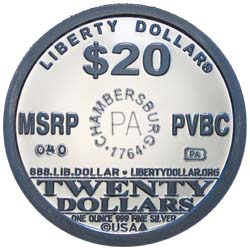 LIBERTY DOLLAR®
$20
MSRP
CHAMBERSBURG
PA
·1764·
PVBC
PA
888.LIB.DOLLAR • LIBERTYDOLLAR.ORG
TWENTY
DOLLARS
ONE OUNCE 999 FINE SILVER
©USA